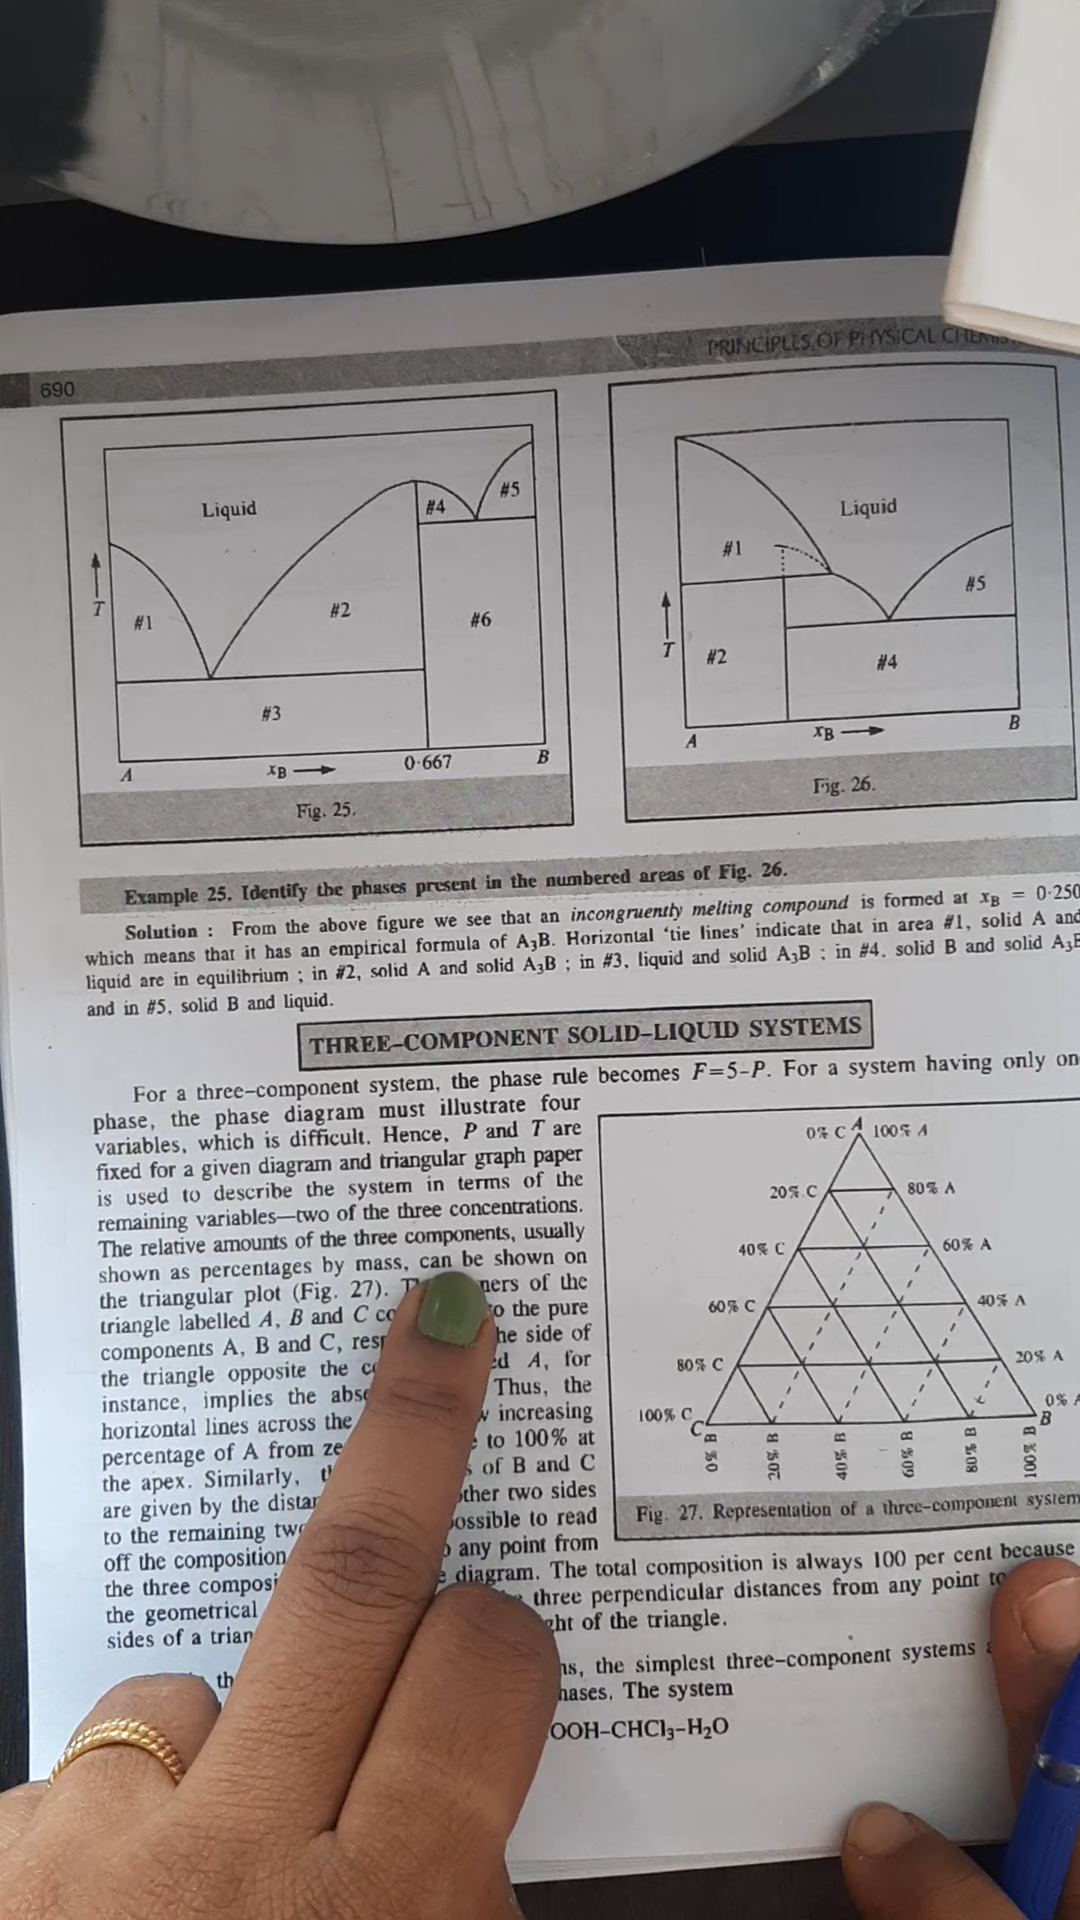 690
PRINCIPLES OF PHYSICAL
Liquid
#1
#2
#3
#4
#5
#6
T
A
xB
0·667
B
Fig. 25.
Liquid
#1
#2
#4
#5
T
A
xB
B
Fig. 26.
Example 25. Identify the phases present in the numbered areas of Fig. 26.
Solution : From the above figure we see that an incongruently melting compound is formed at xB = 0·250
which means that it has an empirical formula of A3B. Horizontal 'tie lines' indicate that in area #1, solid A and
liquid are in equilibrium ; in #2, solid A and solid A3B ; in #3, liquid and solid A3B ; in #4, solid B and solid A3B
and in #5, solid B and liquid.
THREE-COMPONENT SOLID-LIQUID SYSTEMS
For a three-component system, the phase rule becomes F=5-P. For a system having only
phase, the phase diagram must illustrate four
variables, which is difficult. Hence, P and T are
fixed for a given diagram and triangular graph paper
is used to describe the system in terms of the
remaining variables—two of the three concentrations.
The relative amounts of the three components, usually
shown as percentages by mass, can be shown on
the triangular plot (Fig. 27). of the
triangle labelled A, B and C to the pure
components A, B and C, side of
the triangle opposite the A, for
instance, implies the Thus, the
horizontal lines across the increasing
percentage of A from to 100% at
the apex. Similarly, of B and C
are given by the other two sides
to the remaining possible to read
off the composition any point from
the three diagram. The total composition is always 100 per cent because
the geometrical three perpendicular distances from any point to
sides of a of the triangle.
the simplest three-component systems
The system
OOH-CHCl3-H2O
0% C A 100% A
20% C 80% A
40% C 60% A
60% C 40% A
80% C 20% A
100% C C 0% B
0% B 20% B 40% B 60% B 80% B 100% B
Fig. 27. Representation of a three-component system